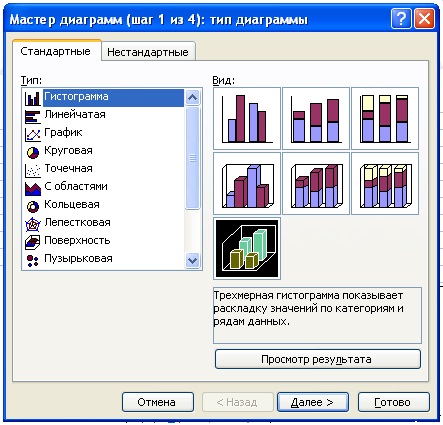 Мастер диаграмм (шаг 1 из 4): тип диаграммы
Стандартные
Нестандартные
Тип:
Гистограмма
Линейчатая
График
Круговая
Точечная
С областями
Кольцевая
Лепестковая
Поверхность
Пузырьковая
Вид:
Трехмерная гистограмма показывает
раскладку значений по категориям и
рядам данных.
Просмотр результата
Отмена
< Назад
Далее >
Готово